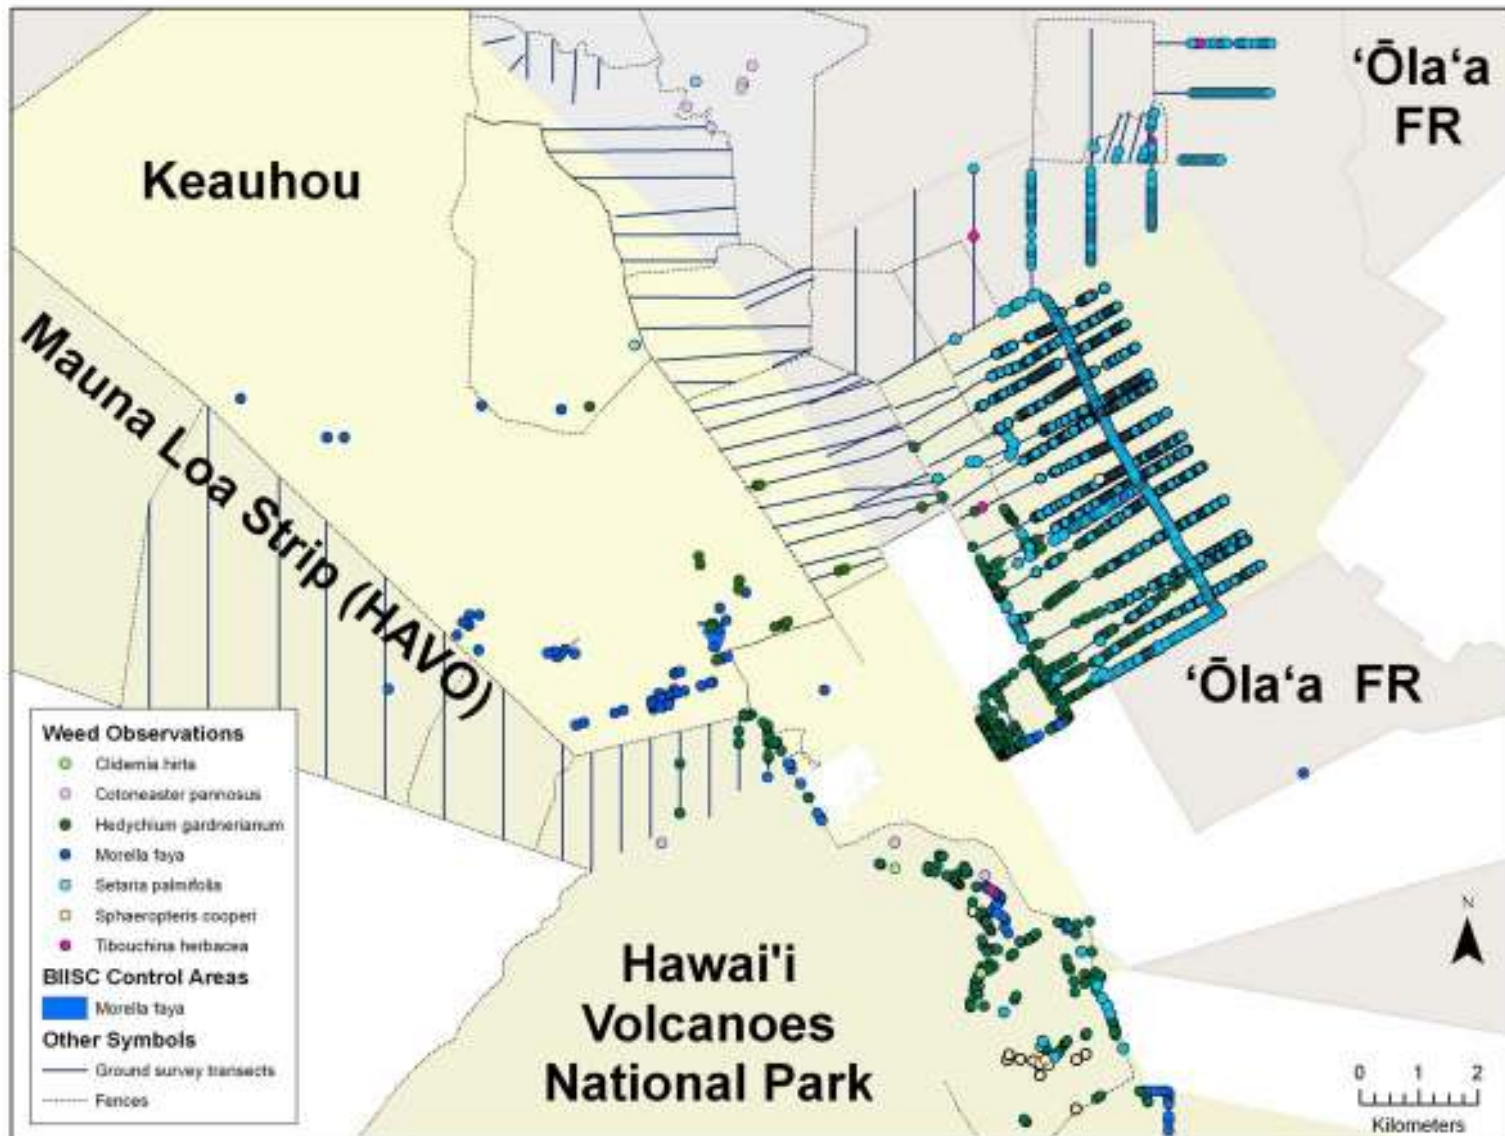 Keauhou
ʻŌlaʻa
FR
Mauna Loa Strip (HAVO)
ʻŌlaʻa FR
Hawai'i
Volcanoes
National Park
Weed Observations
Clidemia hirta
Cotoneaster pannosus
Hedychium gardnerianum
Morella faya
Setaria palmifolia
Sphaeropteris cooperi
Tibouchina herbacea
BIISC Control Areas
Morella faya
Other Symbols
Ground survey transects
Fences
N
0 1 2
Kilometers